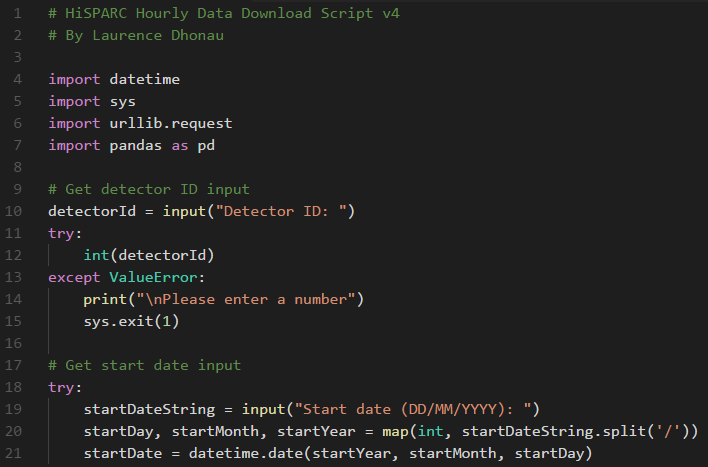 1 # HiSPARC Hourly Data Download Script v4
2 # By Laurence Dhonau
3
4 import datetime
5 import sys
6 import urllib.request
7 import pandas as pd
8
9 # Get detector ID input
10 detectorId = input("Detector ID: ")
11 try:
12     int(detectorId)
13 except ValueError:
14     print("\nPlease enter a number")
15     sys.exit(1)
16
17 # Get start date input
18 try:
19     startDateString = input("Start date (DD/MM/YYYY): ")
20     startDay, startMonth, startYear = map(int, startDateString.split('/'))
21     startDate = datetime.date(startYear, startMonth, startDay)